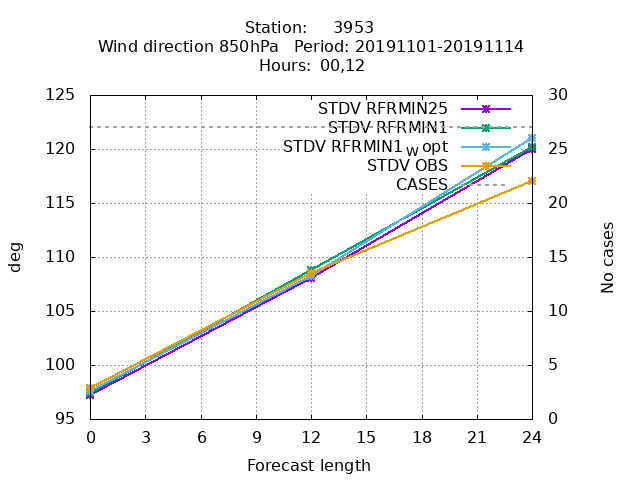 Station: 3953
Wind direction 850hPa Period: 20191101-20191114
Hours: 00,12
125
120
115
110
105
100
95
30
25
20
15
10
5
0
STDV RFRMIN25
STDV RFRMIN1
STDV RFRMIN1_W opt
STDV OBS
CASES
deg
No cases
0 3 6 9 12 15 18 21 24
Forecast length